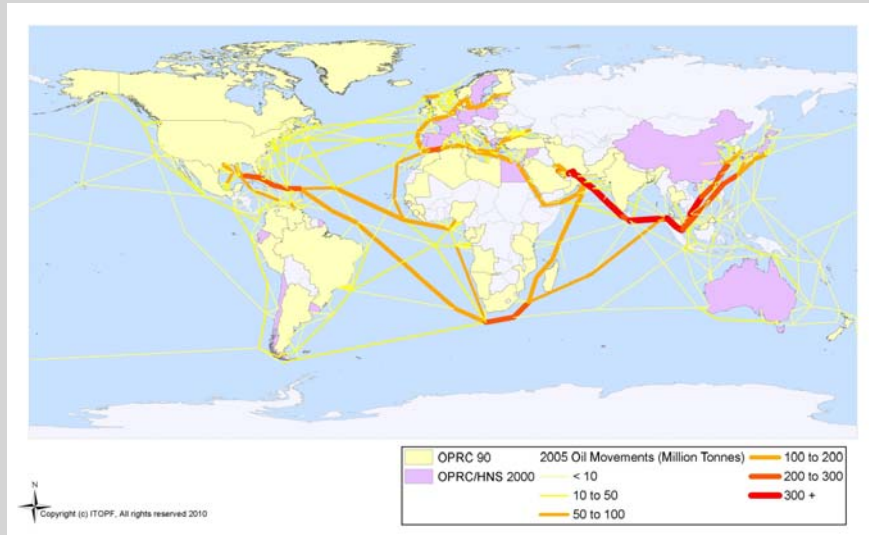 OPRC 90
OPRC/HNS 2000
2005 Oil Movements (Million Tonnes)
< 10
10 to 50
50 to 100
100 to 200
200 to 300
300 +
N
Copyright (c) ITOPF, All rights reserved 2010